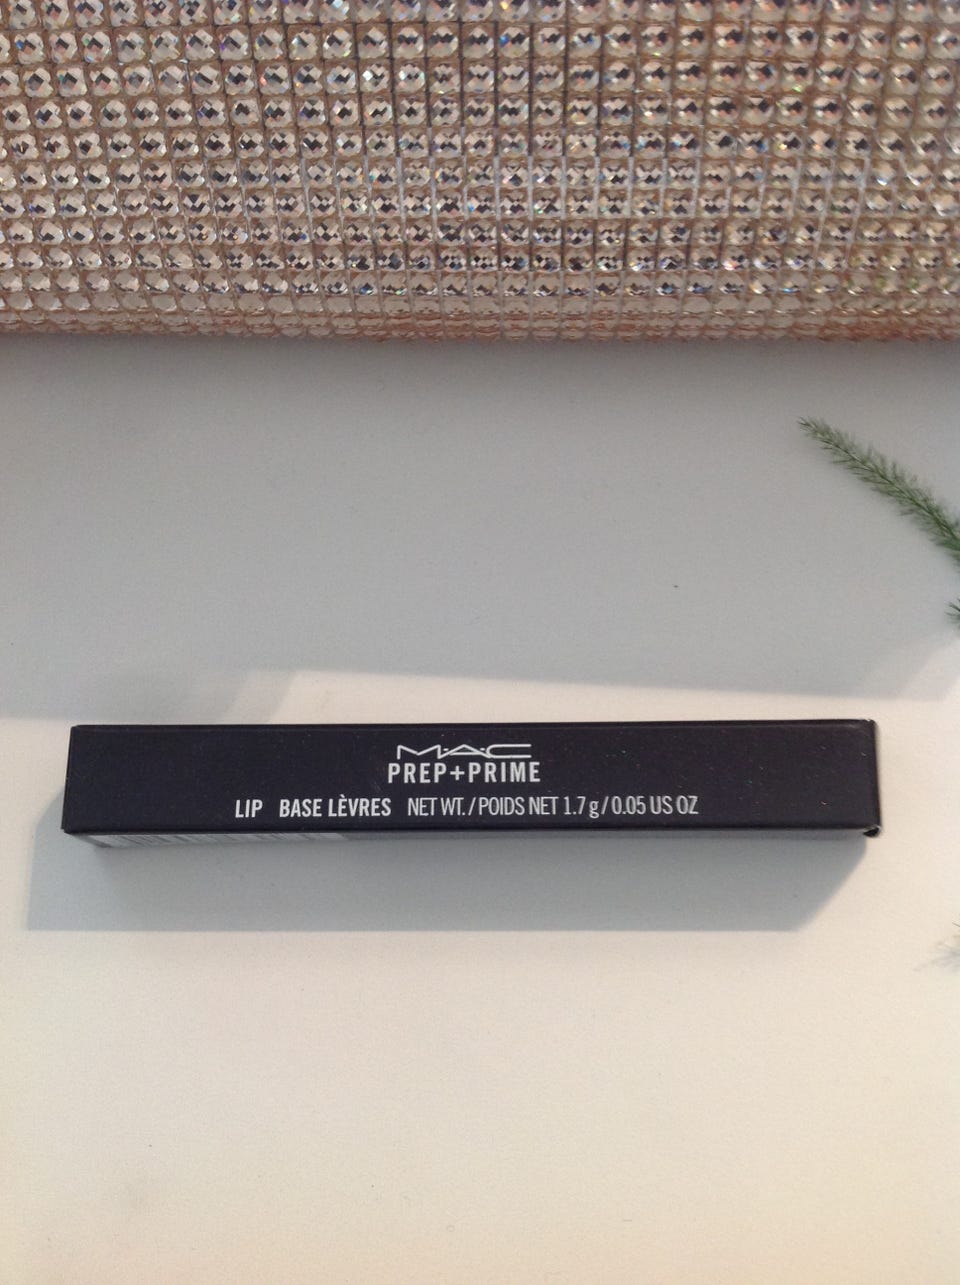 M·A·C
PREP+PRIME
LIP BASE LÈVRES NET WT./POIDS NET 1.7 g/0.05 US OZ